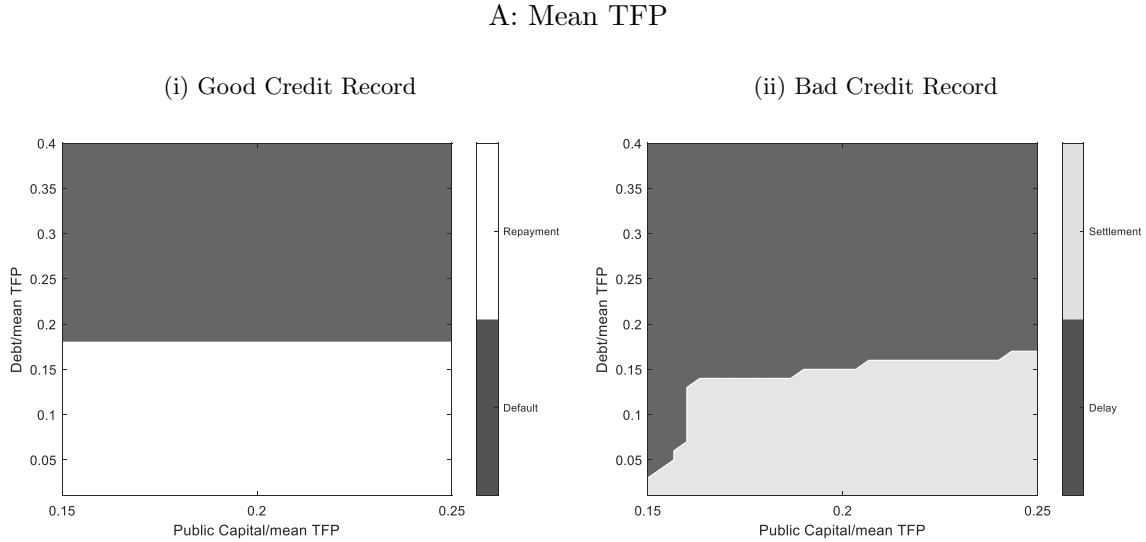 A: Mean TFP
(i) Good Credit Record
(ii) Bad Credit Record
0.4
0.35
0.3
0.25
0.2
0.15
0.1
0.05
Debt/mean TFP
0.15
0.2
0.25
Public Capital/mean TFP
Repayment
Default
0.4
0.35
0.3
0.25
0.2
0.15
0.1
0.05
Debt/mean TFP
0.15
0.2
0.25
Public Capital/mean TFP
Settlement
Delay